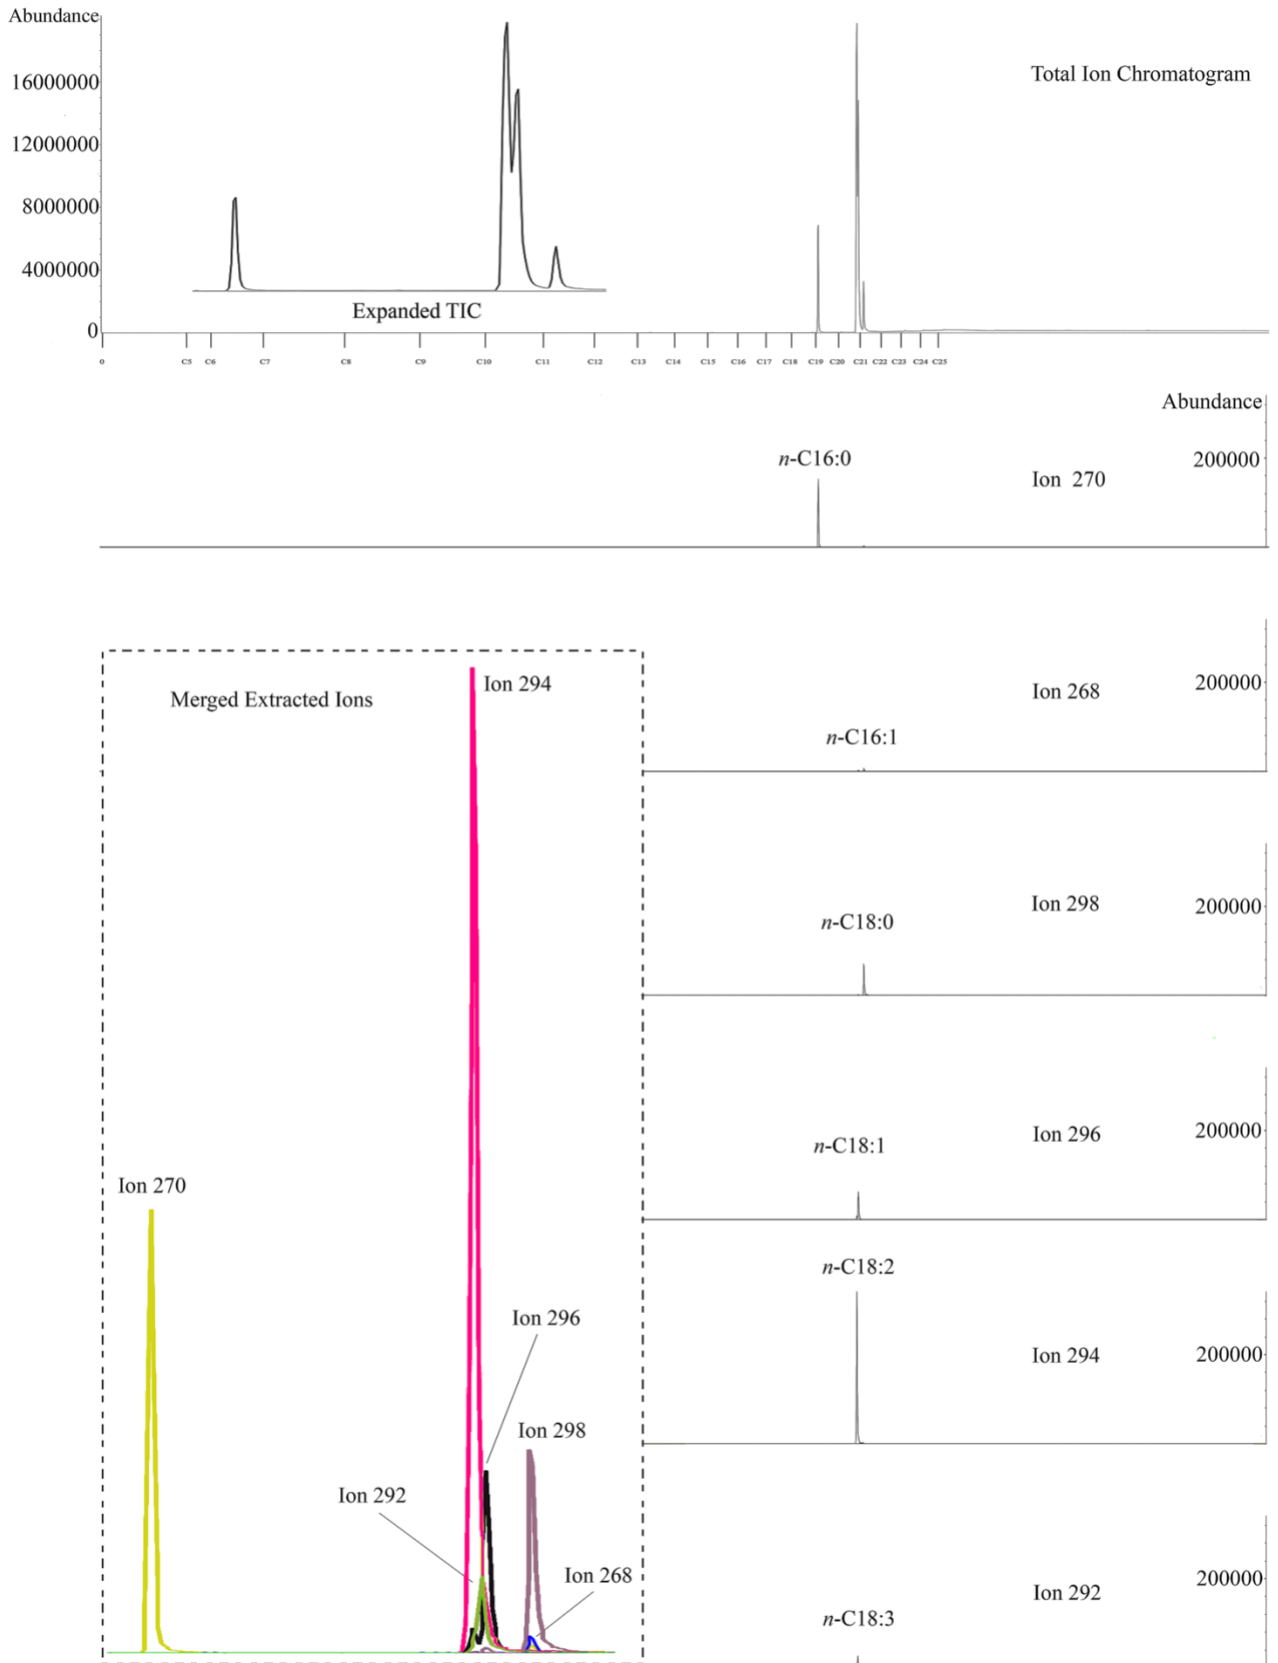 Abundance
Total Ion Chromatogram
16000000
12000000
8000000
4000000
Expanded TIC
0
0 C5 C6 C7 C8 C9 C10 C11 C12 C13 C14 C15 C16 C17 C18 C19 C20 C21 C22 C23 C24 C25
Abundance
n-C16:0
Ion 270
200000
Merged Extracted Ions
Ion 294
Ion 268
200000
n-C16:1
Ion 298
200000
n-C18:0
Ion 296
200000
n-C18:1
Ion 270
n-C18:2
Ion 296
Ion 294
200000
Ion 298
Ion 292
Ion 268
Ion 292
200000
n-C18:3